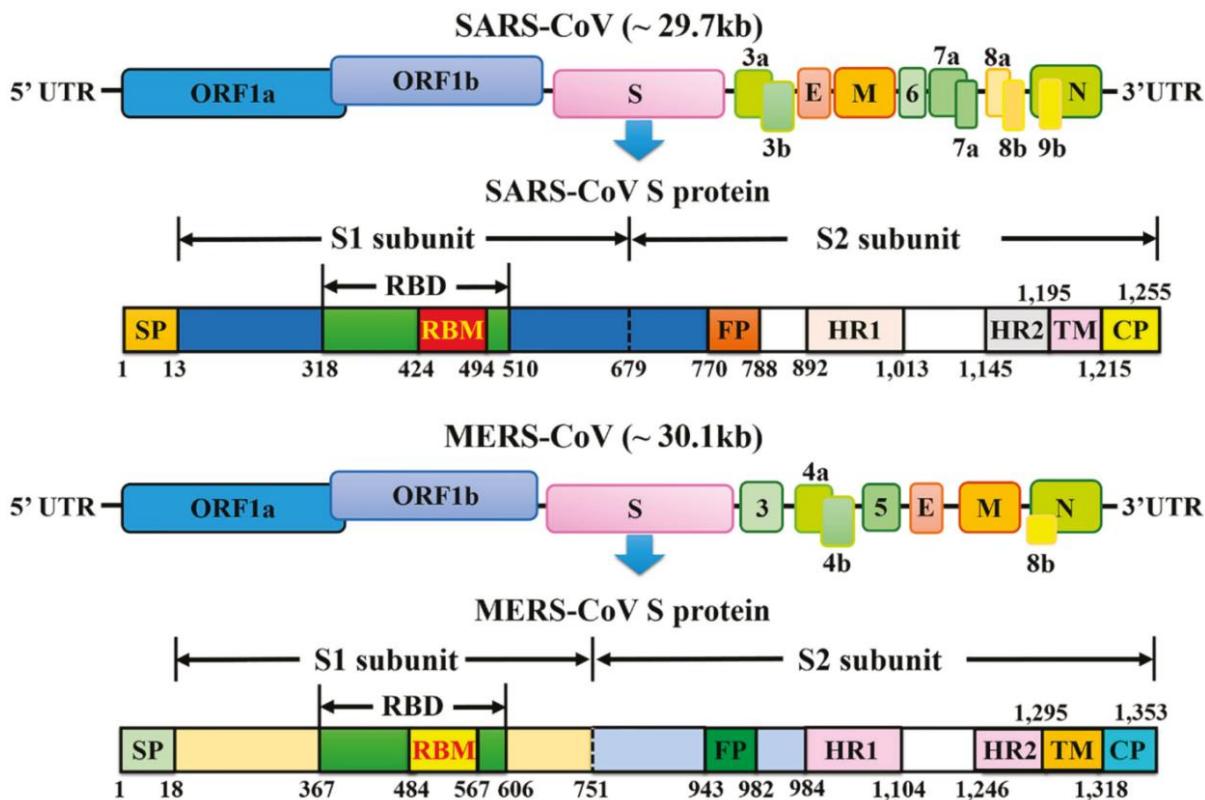 SARS-CoV (~ 29.7kb)
3a 7a 8a
5' UTR ORF1a ORF1b S E M 6 N 3'UTR
3b 7a 8b 9b
SARS-CoV S protein
S1 subunit S2 subunit
RBD
1,195 1,255
SP RBM FP HR1 HR2 TM CP
1 13 318 424 494 510 679 770 788 892 1,013 1,145 1,215
MERS-CoV (~ 30.1kb)
4a
5' UTR ORF1a ORF1b S 3 5 E M N 3'UTR
4b 8b
MERS-CoV S protein
S1 subunit S2 subunit
RBD
1,295 1,353
SP RBM FP HR1 HR2 TM CP
1 18 367 484 567 606 751 943 982 984 1,104 1,246 1,318